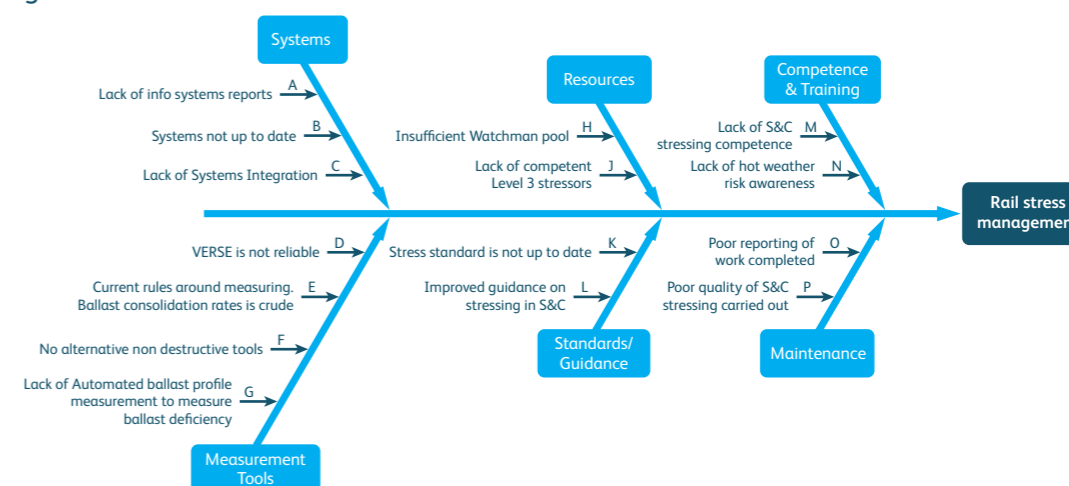 Systems
A
Lack of info systems reports
B
Systems not up to date
C
Lack of Systems Integration
Resources
H
Insufficient Watchman pool
J
Lack of competent
Level 3 stressors
Competence
& Training
M
Lack of S&C
stressing competence
N
Lack of hot weather
risk awareness
Rail stress
D
VERSE is not reliable
E
Current rules around measuring.
Ballast consolidation rates is crude
F
No alternative non destructive tools
G
Lack of Automated ballast profile
measurement to measure
ballast deficiency
Measurement
Tools
K
Stress standard is not up to date
L
Improved guidance on
stressing in S&C
Standards/
Guidance
O
Poor reporting of
work completed
P
Poor quality of S&C
stressing carried out
Maintenance